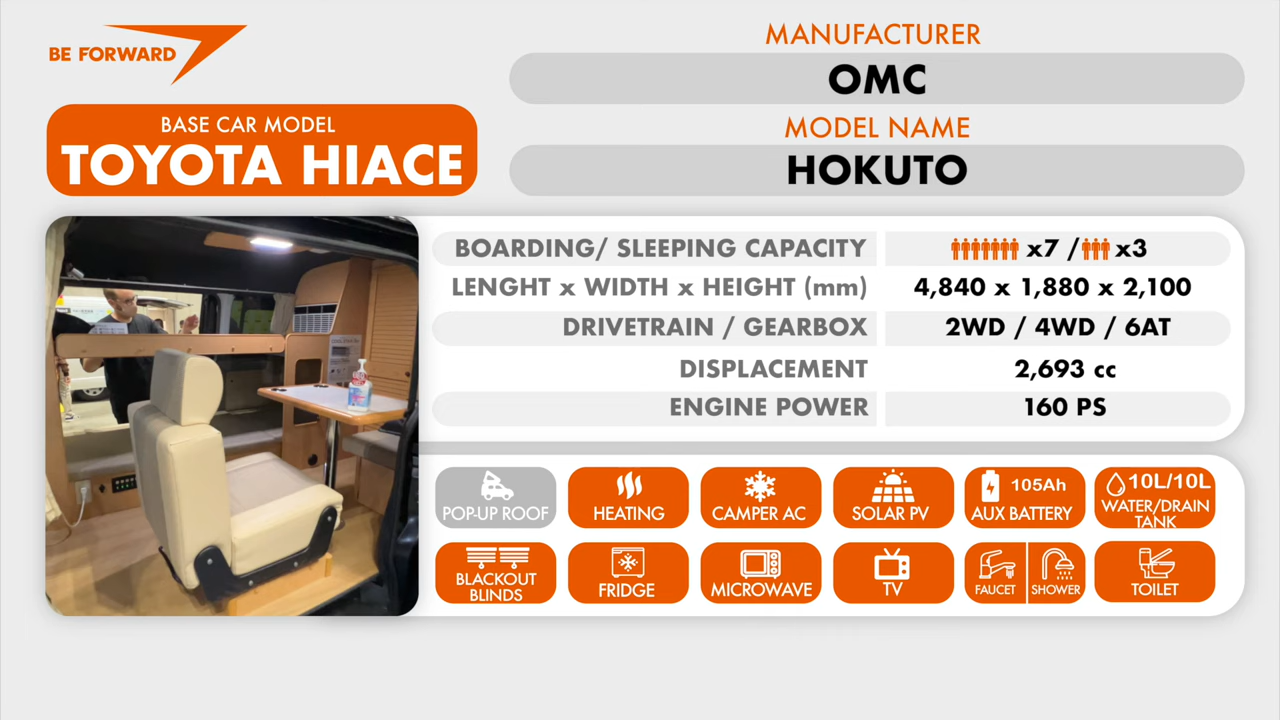 BE FORWARD
BASE CAR MODEL
TOYOTA HIACE
MANUFACTURER
OMC
MODEL NAME
HOKUTO
BOARDING/ SLEEPING CAPACITY x7 / x3
LENGHT x WIDTH x HEIGHT (mm) 4,840 x 1,880 x 2,100
DRIVETRAIN / GEARBOX 2WD / 4WD / 6AT
DISPLACEMENT 2,693 cc
ENGINE POWER 160 PS
POP-UP ROOF
HEATING
CAMPER AC
SOLAR PV
105Ah
AUX BATTERY
10L/10L
WATER/DRAIN
TANK
BLACKOUT
BLINDS
FRIDGE
MICROWAVE
TV
FAUCET
SHOWER
TOILET